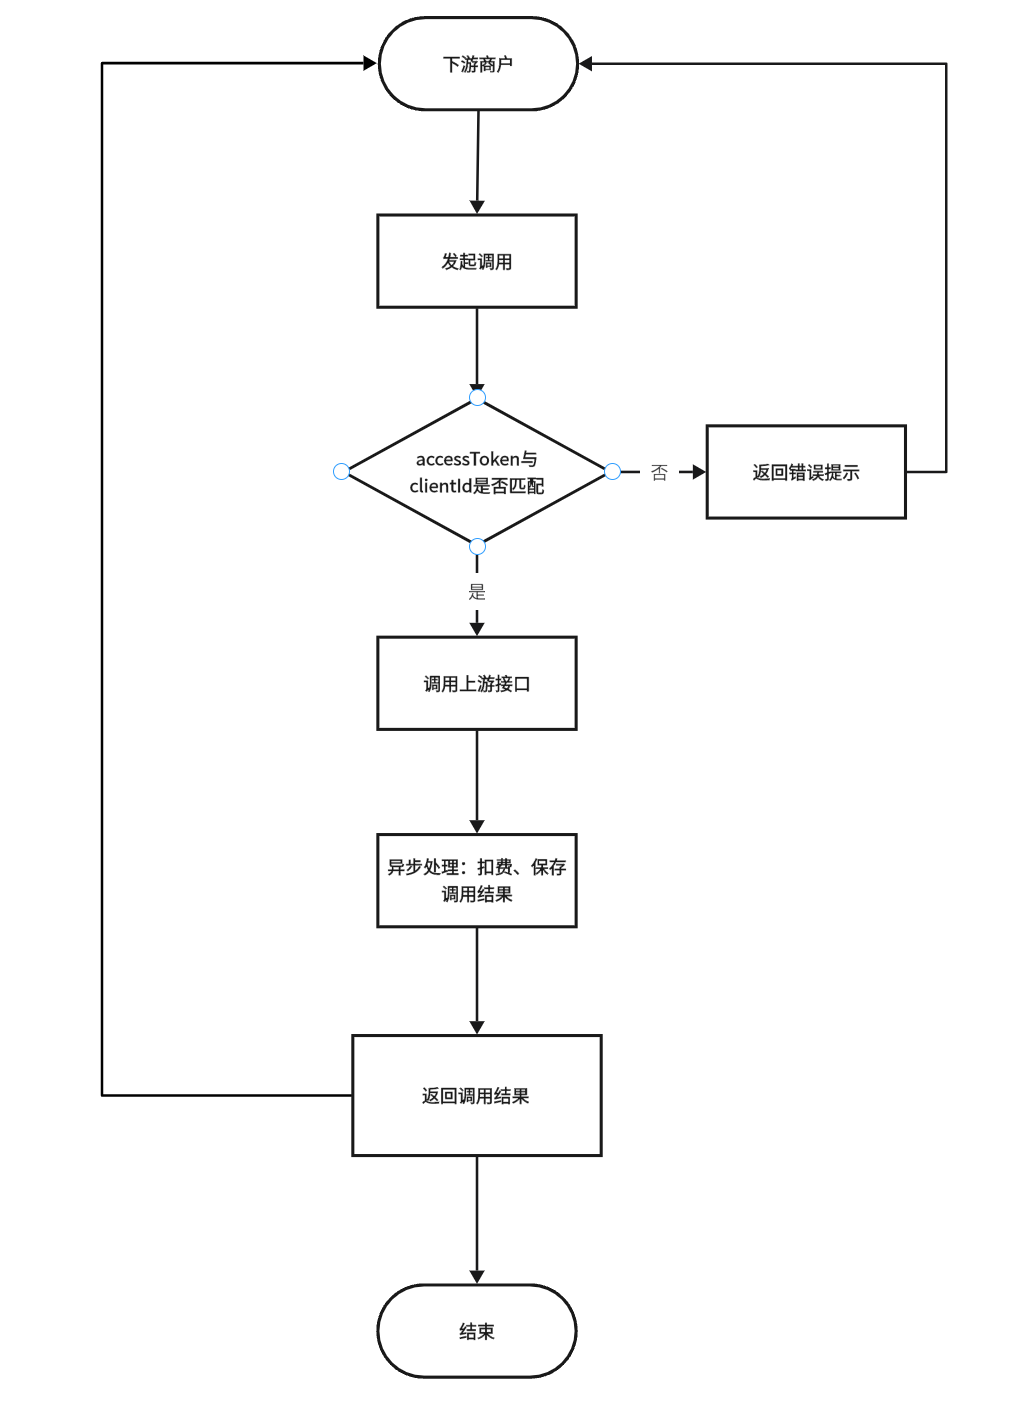 下游商户
发起调用
accessToken与
clientId是否匹配
否
返回错误提示
是
调用上游接口
异步处理：扣费、保存
调用结果
返回调用结果
结束